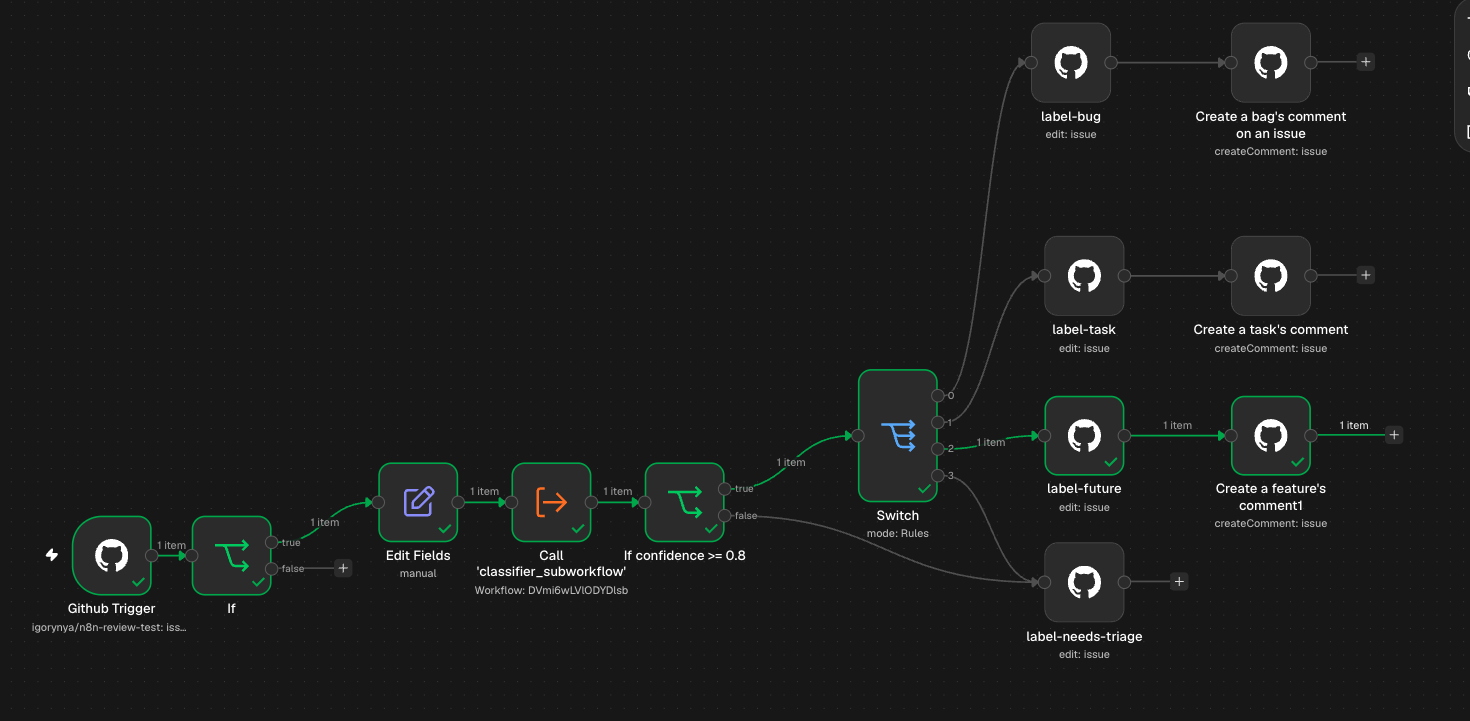 label-bug
edit: issue
Create a bag's comment
on an issue
createComment: issue
label-task
edit: issue
Create a task's comment
createComment: issue
0
1
2
3
1 item
1 item
1 item
label-future
edit: issue
Create a feature's
comment1
createComment: issue
Switch
mode: Rules
1 item
true
false
1 item
1 item
1 item
true
false
1 item
Edit Fields
manual
Call
'classifier_subworkflow'
Workflow: DVmi6wLVlODYDlsb
If confidence >= 0.8
Github Trigger
igorynya/n8n-review-test: iss...
If
label-needs-triage
edit: issue